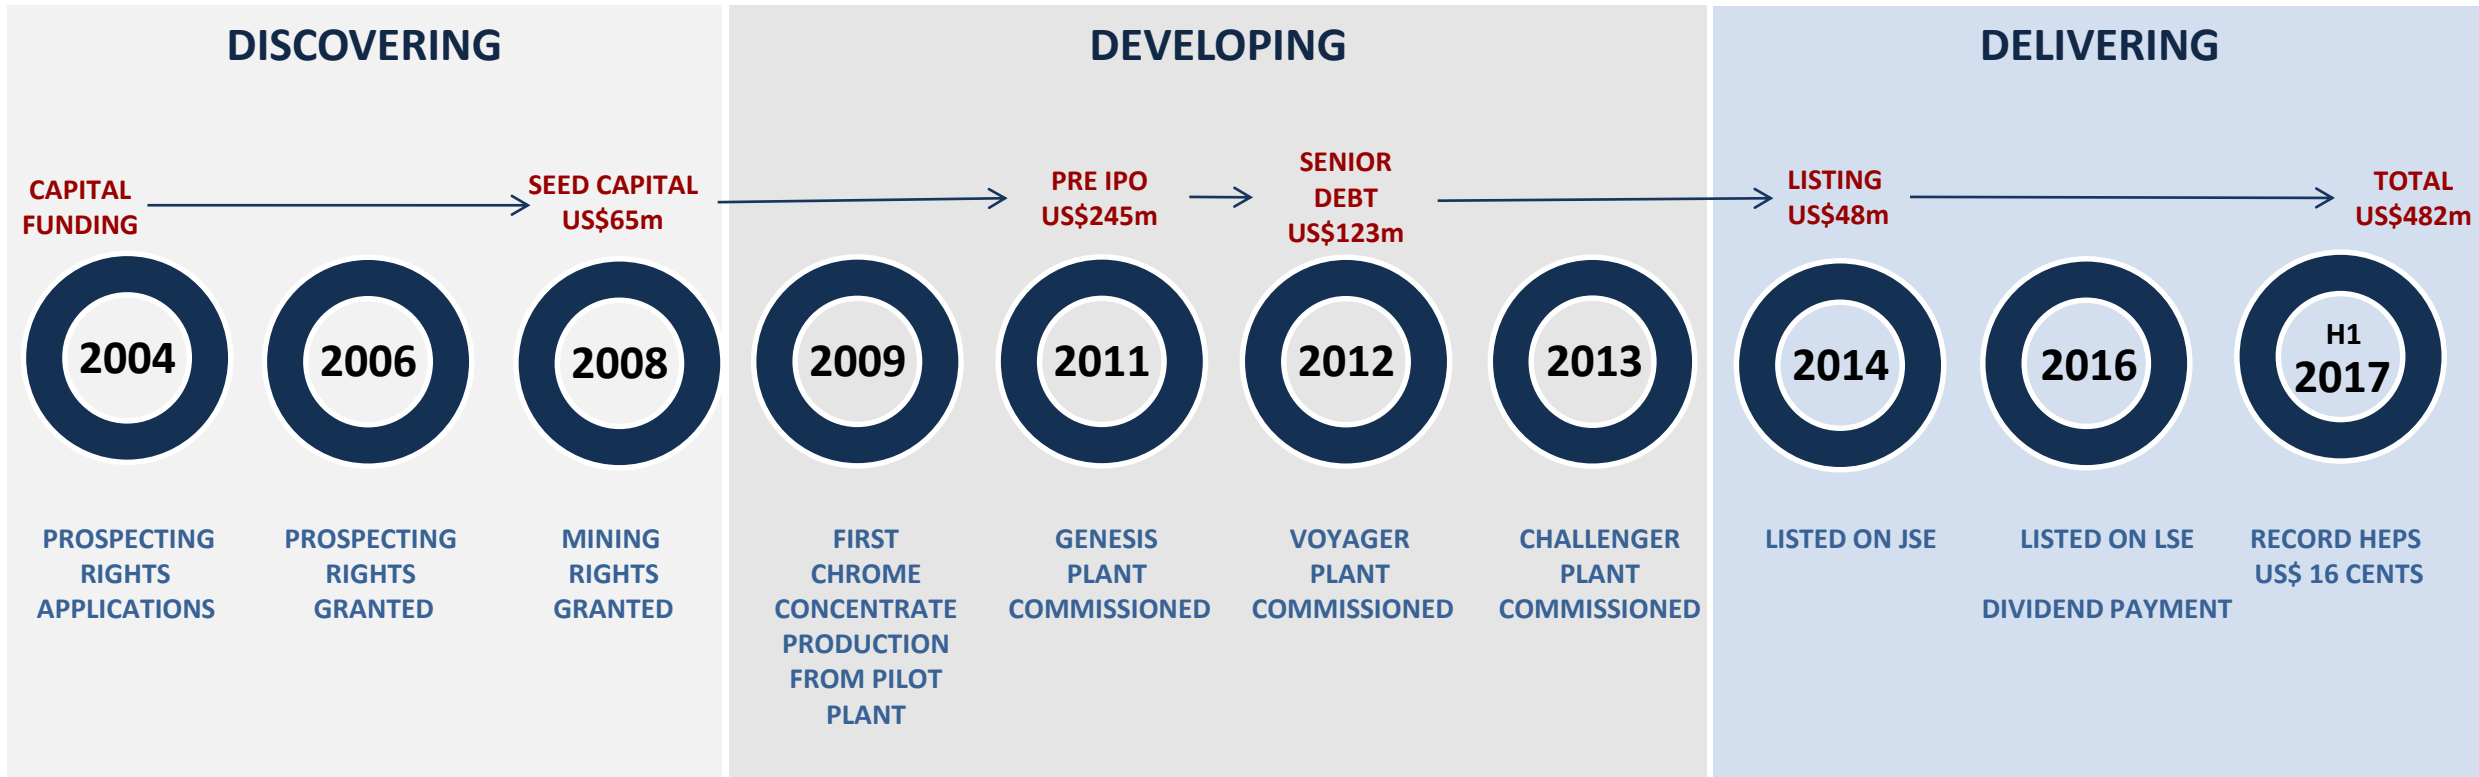 DISCOVERING
DEVELOPING
DELIVERING
CAPITAL
FUNDING
SEED CAPITAL
US$65m
PRE IPO
US$245m
SENIOR
DEBT
US$123m
LISTING
US$48m
TOTAL
US$482m
2004
2006
2008
2009
2011
2012
2013
2014
2016
H1
2017
PROSPECTING
RIGHTS
APPLICATIONS
PROSPECTING
RIGHTS
GRANTED
MINING
RIGHTS
GRANTED
FIRST
CHROME
CONCENTRATE
PRODUCTION
FROM PILOT
PLANT
GENESIS
PLANT
COMMISSIONED
VOYAGER
PLANT
COMMISSIONED
CHALLENGER
PLANT
COMMISSIONED
LISTED ON JSE
LISTED ON LSE
DIVIDEND PAYMENT
RECORD HEPS
US$ 16 CENTS